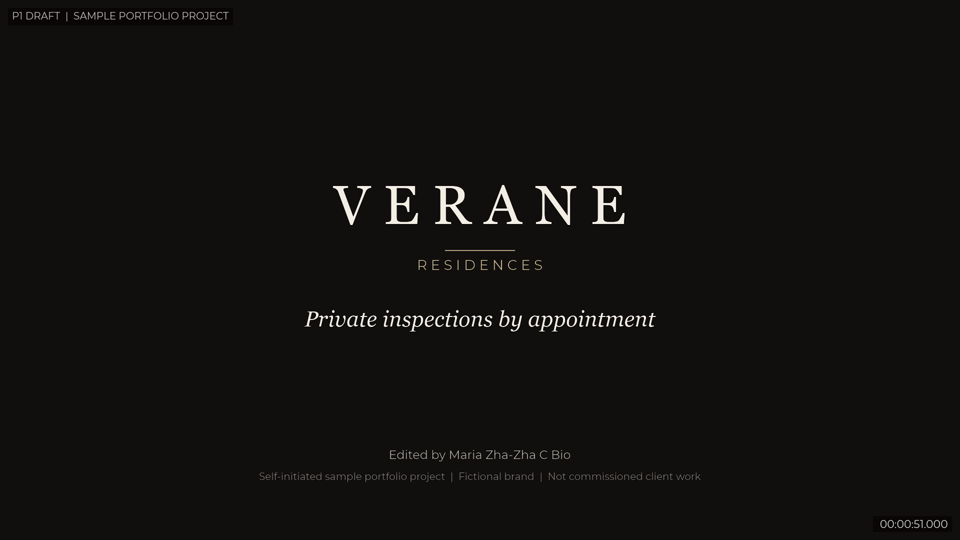 P1 DRAFT | SAMPLE PORTFOLIO PROJECT
VERANE
RESIDENCES
Private inspections by appointment
Edited by Maria Zha-Zha C Bio
Self-initiated sample portfolio project | Fictional brand | Not commissioned client work
00:00:51.000